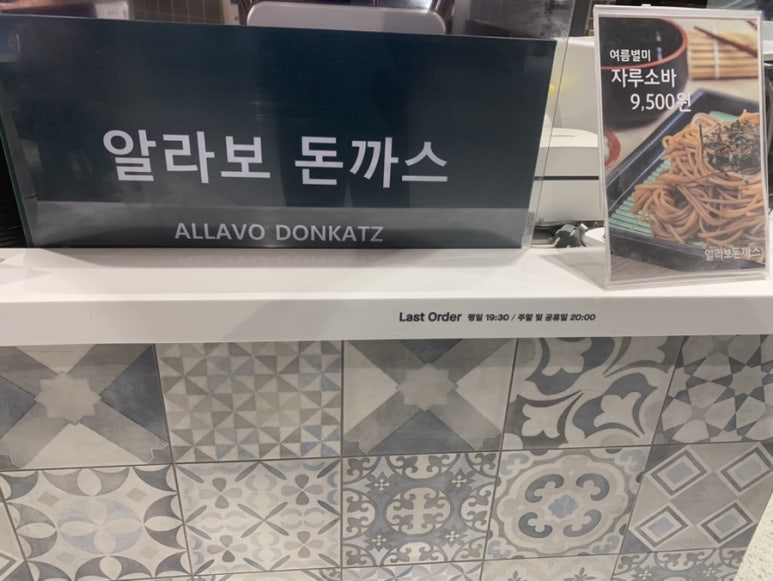 알라보 돈까스
ALLAVO DONKATZ
여름별미
자루소바
9,500원
알라보돈까스
Last Order 평일 19:30 / 주말 및 공휴일 20:00